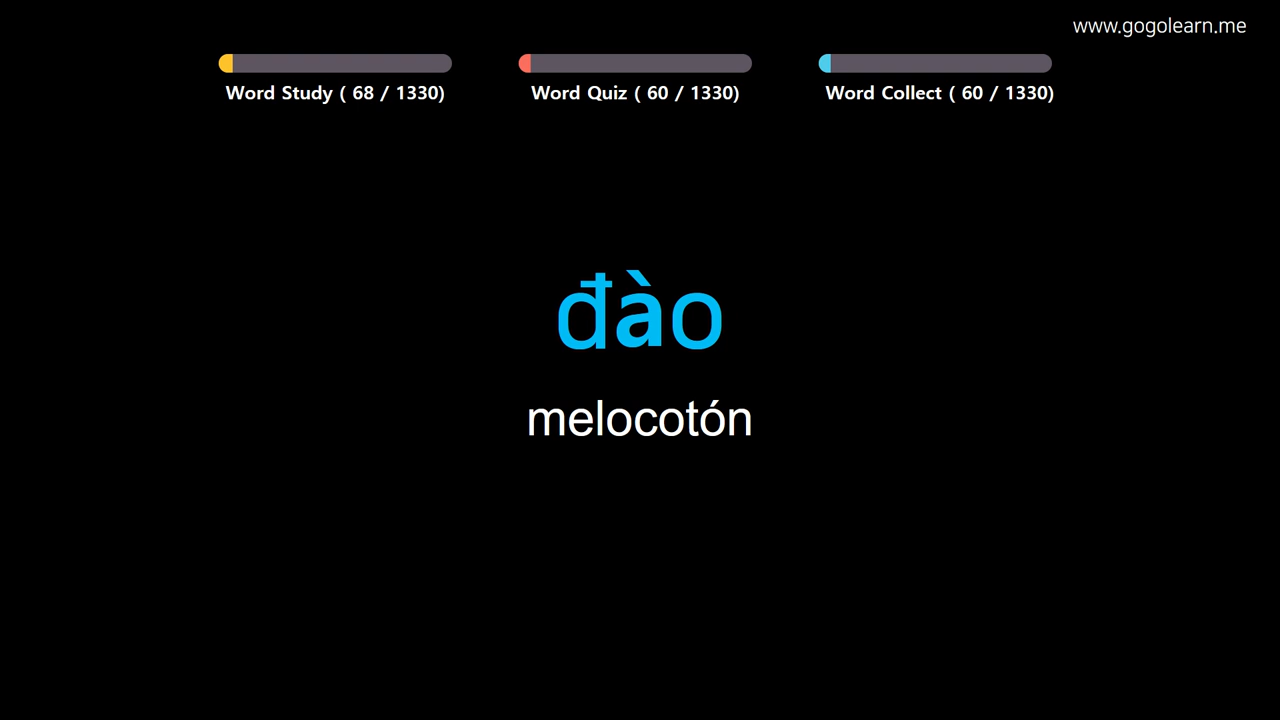 www.gogolearn.me
Word Study ( 68 / 1330)
Word Quiz ( 60 / 1330)
Word Collect ( 60 / 1330)
đào
melocotón